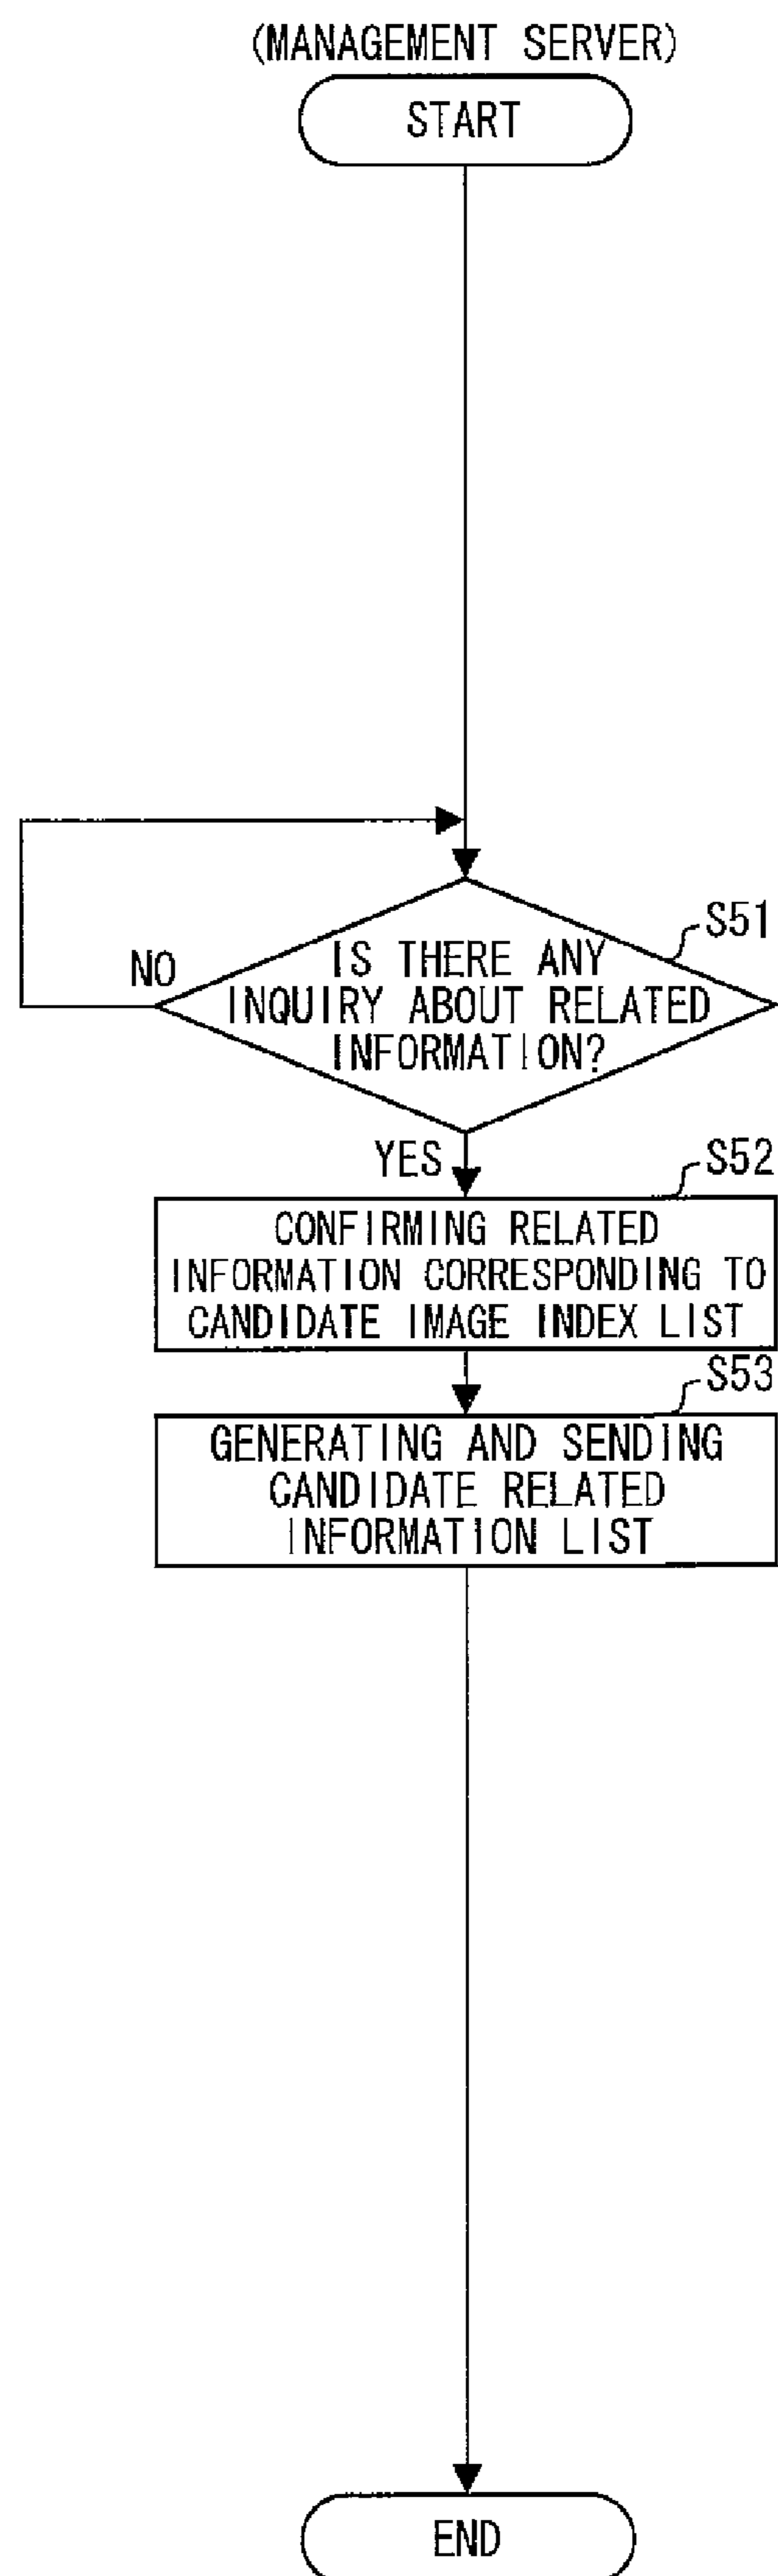 (MANAGEMENT SERVER)
START
S51
IS THERE ANY
NO
INQUIRY ABOUT RELATED
INFORMATION?
YES
S52
CONFIRMING RELATED
INFORMATION CORRESPONDING TO
CANDIDATE IMAGE INDEX LIST
S53
GENERATING AND SENDING
CANDIDATE RELATED
INFORMATION LIST
END